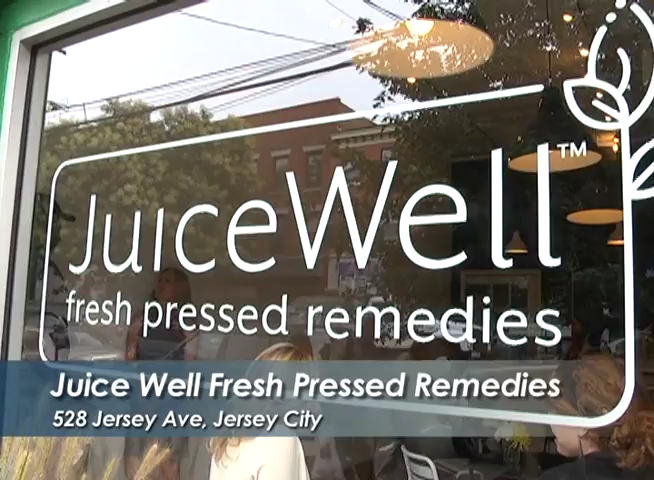 JuiceWell™
fresh pressed remedies
Juice Well Fresh Pressed Remedies
528 Jersey Ave, Jersey City